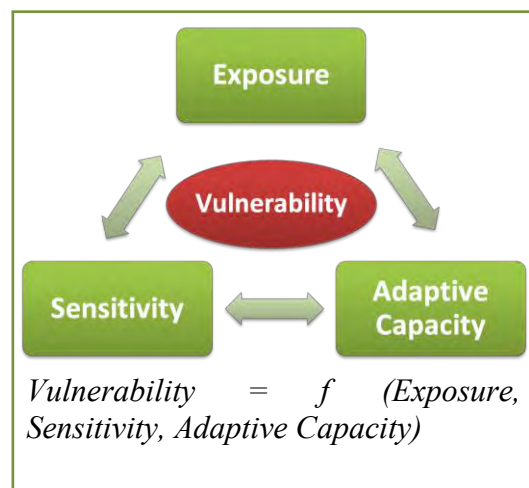 Exposure
Vulnerability
Sensitivity
Adaptive
Capacity
Vulnerability = f (Exposure,
Sensitivity, Adaptive Capacity)